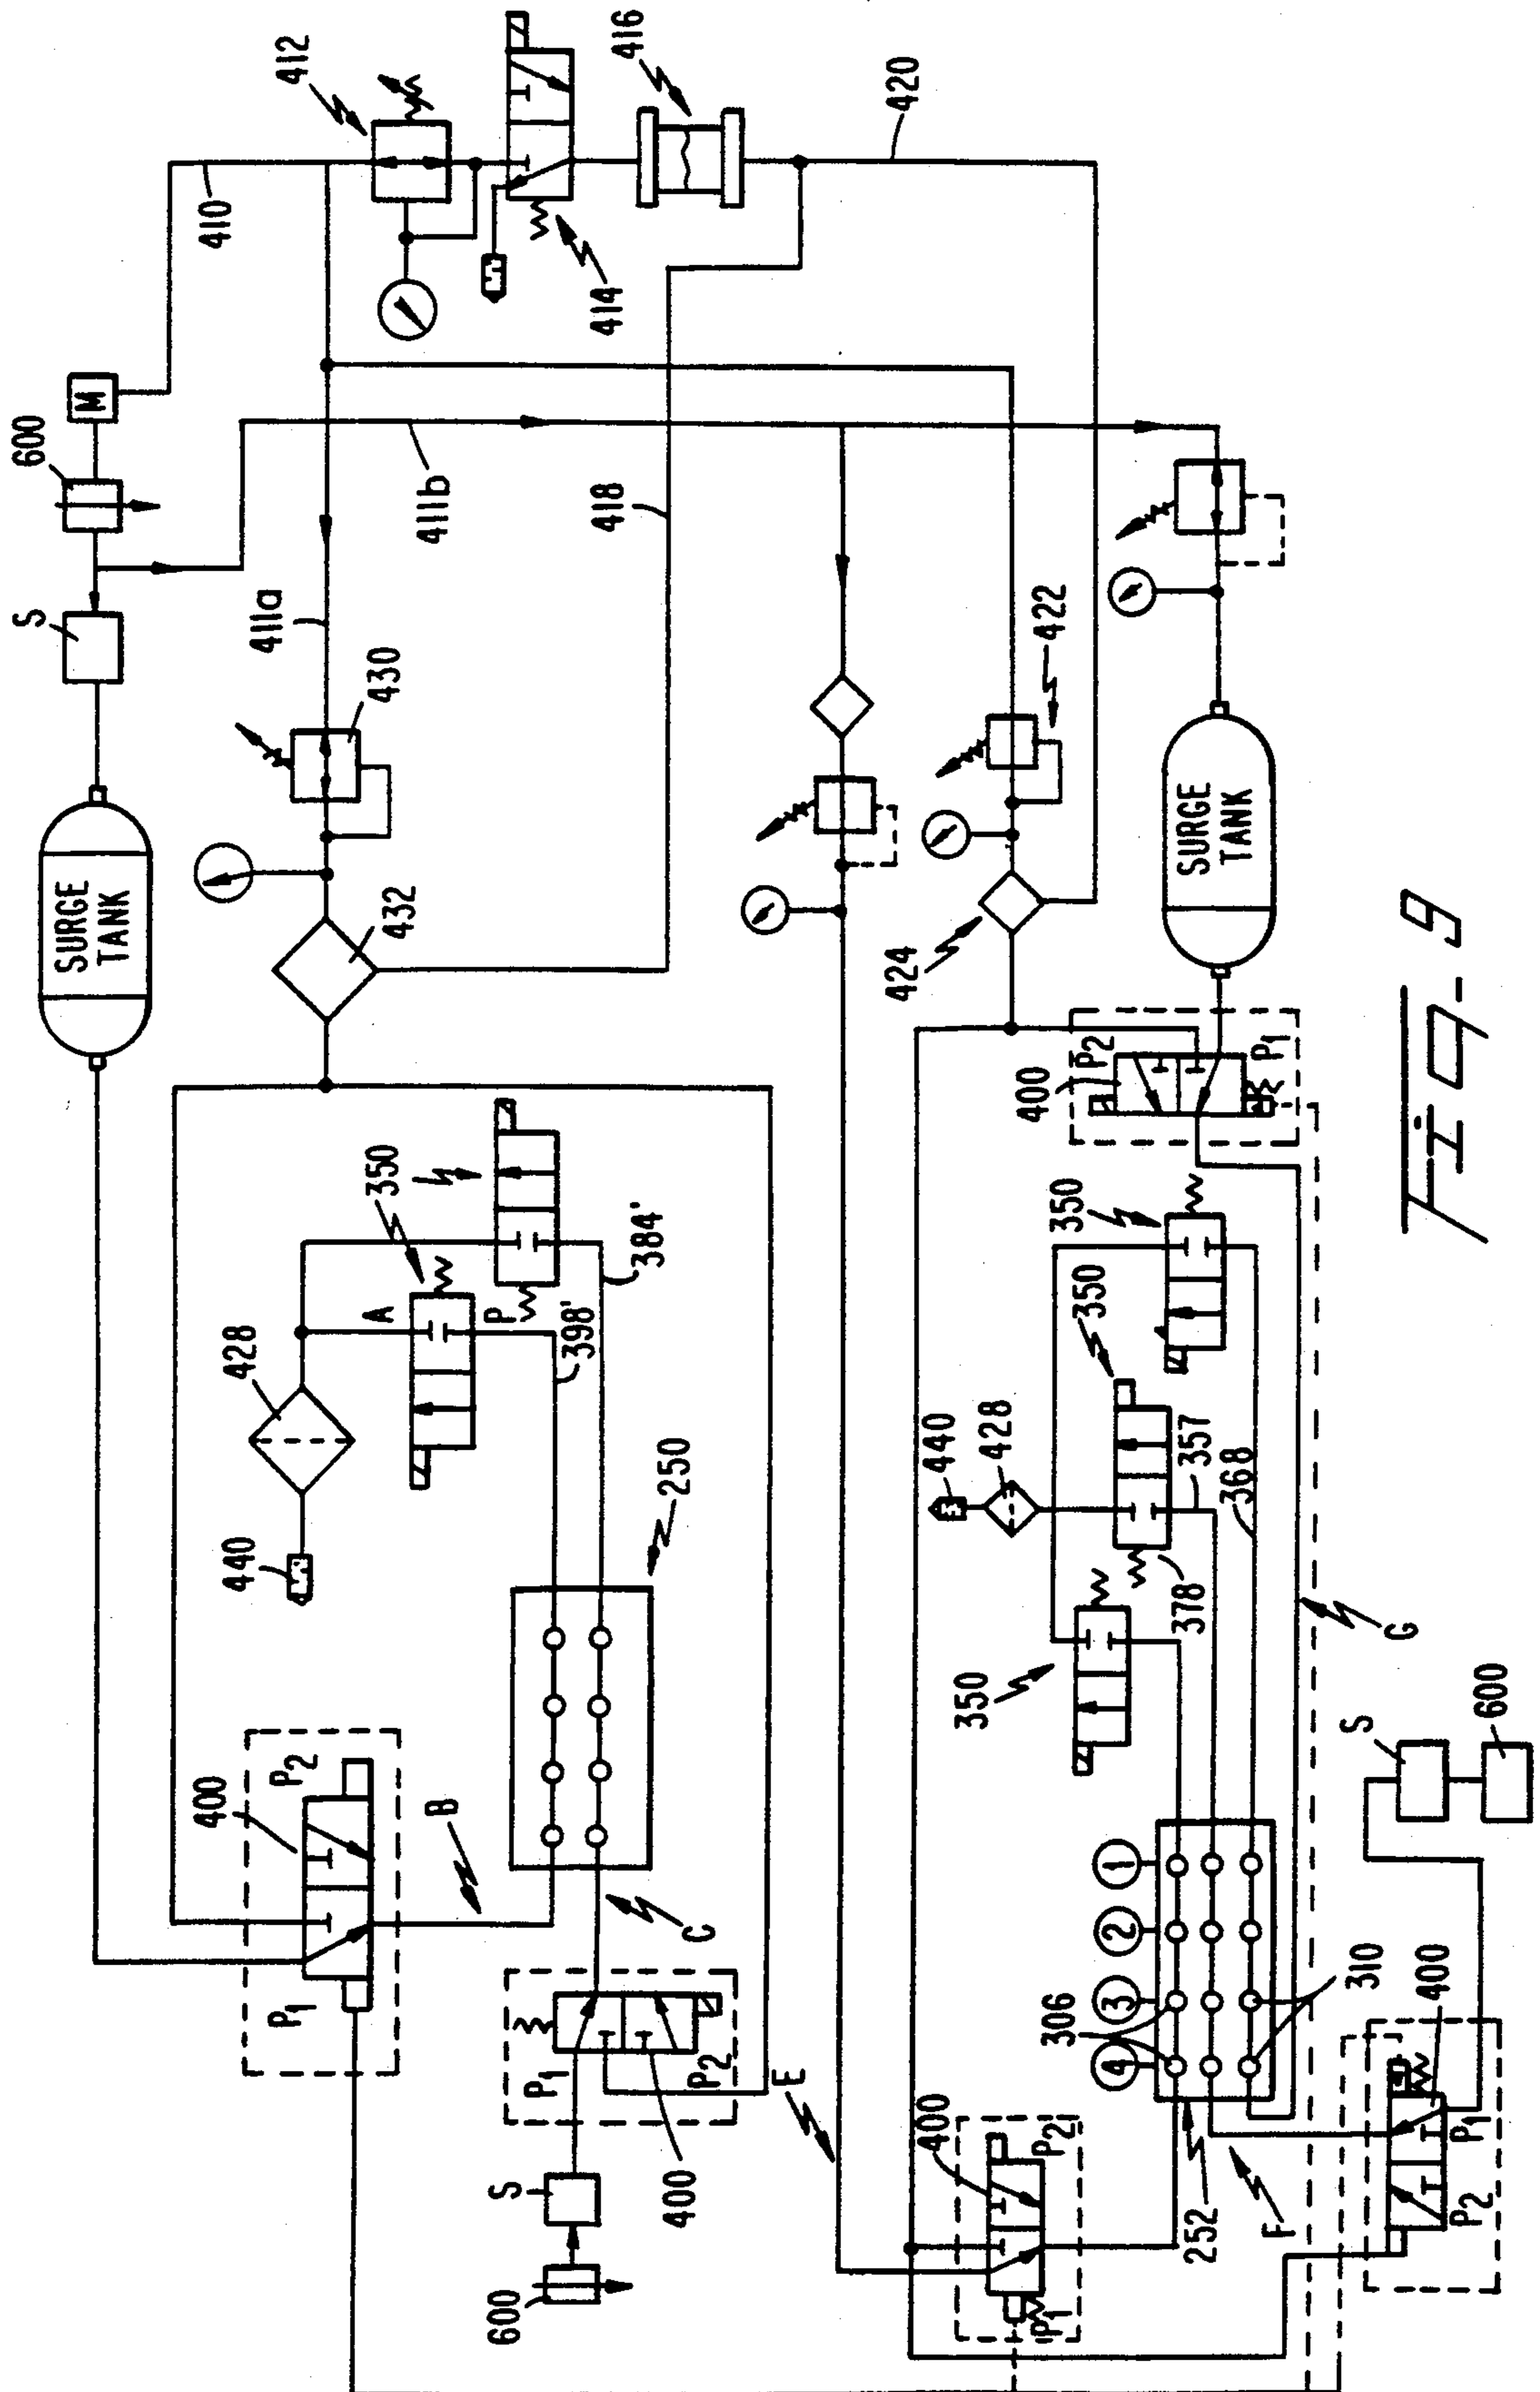 SURGE
TANK
S
600
M
400
440
428
410
P1
P2
411a
412
430
432
350
A
411b
B
600
S
P
P1
398'
384'
418
414
416
250
400
C
P2
E
420
424
400
440
350
428
P1
P2
400
422
306
350
350
P2
4
3
2
1
378
357
252
SURGE
TANK
368
P1
F
310
S
G
400
FIG-9
P2
P1
600